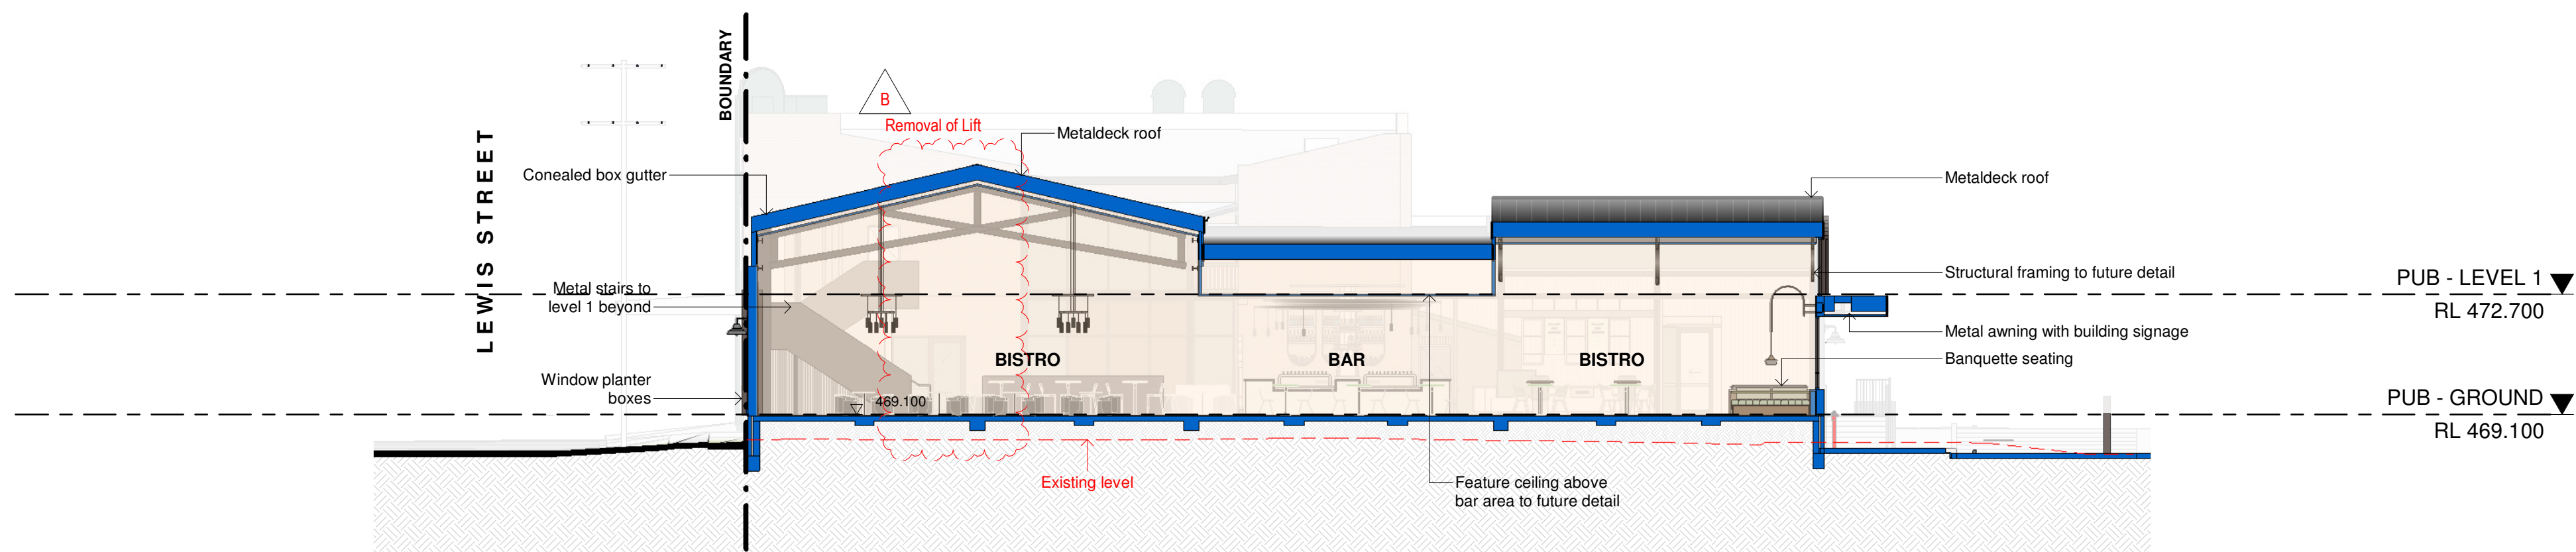 BOUNDARY
LEWIS STREET
B
Removal of Lift
Metaldeck roof
Conealed box gutter
Metaldeck roof
Structural framing to future detail
PUB - LEVEL 1
RL 472.700
Metal stairs to
level 1 beyond
Metal awning with building signage
BISTRO
BAR
BISTRO
Banquette seating
Window planter
boxes
469.100
PUB - GROUND
RL 469.100
Existing level
Feature ceiling above
bar area to future detail